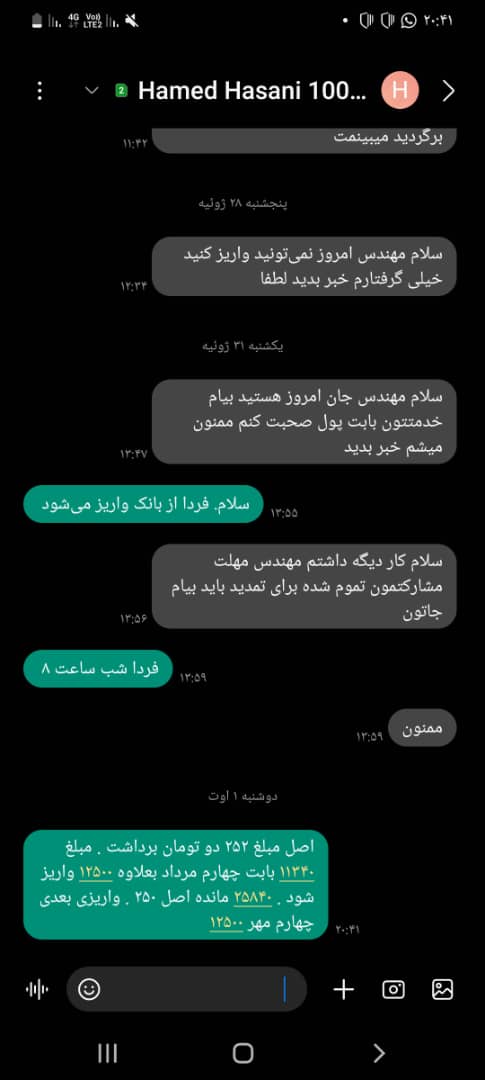 4G VoD LTE2 ۲۰:۴۱
2 Hamed Hasani 100... H
برگردید میبینمت
۱۱:۴۲
پنجشنبه ۲۸ ژوئیه
سلام مهندس امروز نمی‌تونید واریز کنید
خیلی گرفتارم خبر بدید لطفا
۱۲:۳۴
یکشنبه ۳۱ ژوئیه
سلام مهندس جان امروز هستید بیام
خدمتتون بابت پول صحبت کنم ممنون
میشم خبر بدید
۱۳:۴۷
سلام. فردا از بانک واریز می‌شود
۱۳:۵۵
سلام کار دیگه داشتم مهندس مهلت
مشارکتمون تموم شده برای تمدید باید بیام
جاتون
۱۳:۵۶
فردا شب ساعت ۸
۱۳:۵۹
ممنون
۱۳:۵۹
دوشنبه ۱ اوت
اصل مبلغ ۲۵۲ دو تومان برداشت . مبلغ
۱۱۳۴۰ بابت چهارم مرداد بعلاوه ۱۲۵۰۰ واریز
شود . ۲۵۸۴۰ مانده اصل ۲۵۰ . واریزی بعدی
چهارم مهر ۱۲۵۰۰
۲۰:۴۱